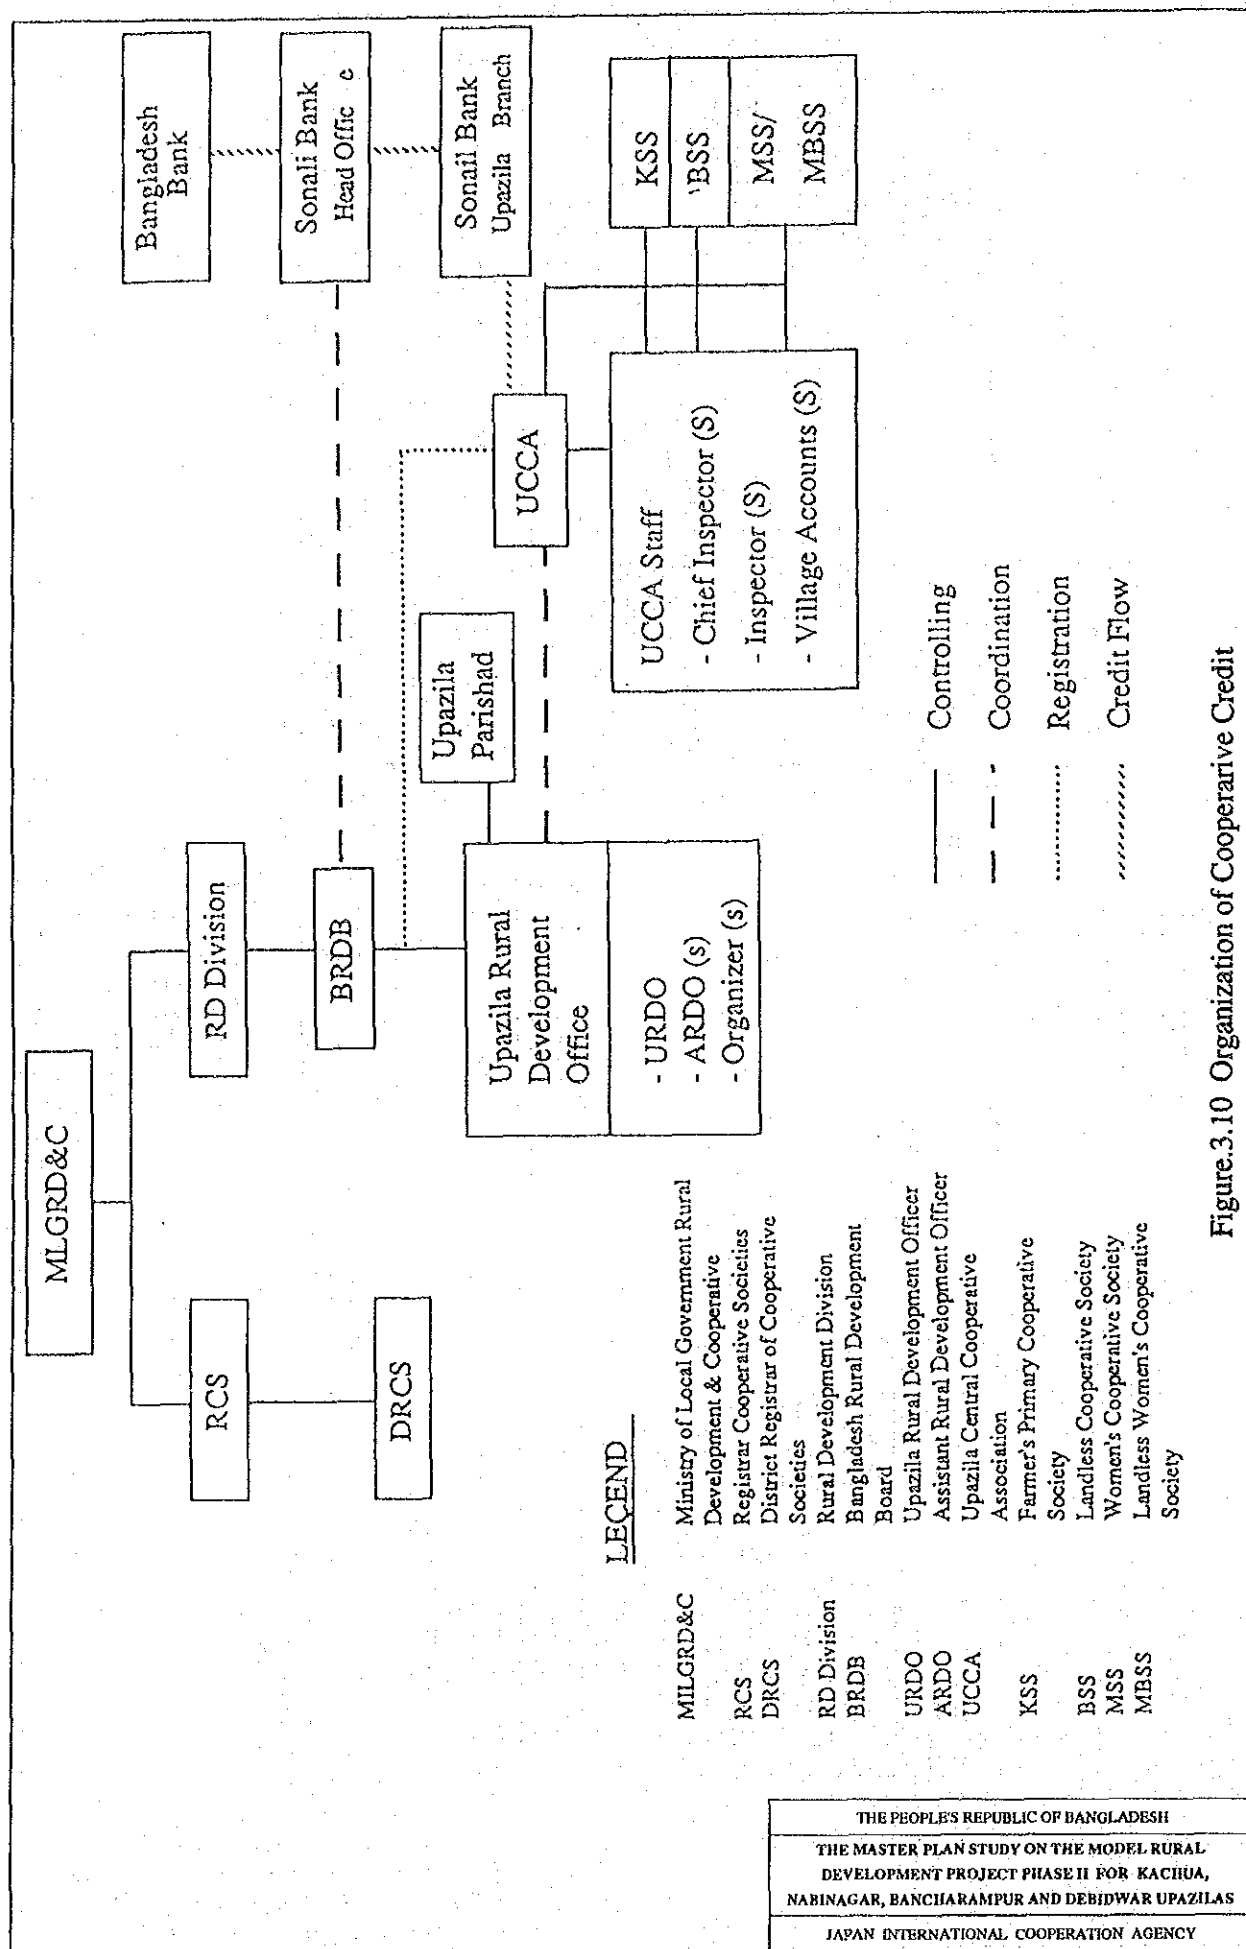 MLGRD&C
RCS
RD Division
Bangladesh
Bank
DRCS
BRDB
Sonali Bank
Head Offic e
Upazila Rural
Development
Office
- URDO
- ARDO (s)
- Organizer (s)
Upazila
Parishad
UCCA
Sonail Bank
Upazila Branch
UCCA Staff
- Chief Inspector (S)
- Inspector (S)
- Village Accounts (S)
KSS
'BSS
MSS/
MBSS
LEÇEND
MILGRD&C Ministry of Local Government Rural
Development & Cooperative
RCS Registrar Cooperative Societies
DRCS District Registrar of Cooperative
Societies
RD Division Rural Development Division
BRDB Bangladesh Rural Development
Board
URDO Upazila Rural Development Officer
ARDO Assistant Rural Development Officer
UCCA Upazila Central Cooperative
Association
KSS Farmer's Primary Cooperative
Society
BSS Landless Cooperative Society
MSS Women's Cooperative Society
MBSS Landless Women's Cooperative
Society
Controlling
Coordination
Registration
Credit Flow
Figure.3.10 Organization of Cooperarive Credit
THE PEOPLE'S REPUBLIC OF BANGLADESH
THE MASTER PLAN STUDY ON THE MODEL RURAL
DEVELOPMENT PROJECT PHASE II FOR KACHUA,
NABINAGAR, BANCHARAMPUR AND DEBIDWAR UPAZILAS
JAPAN INTERNATIONAL COOPERATION AGENCY